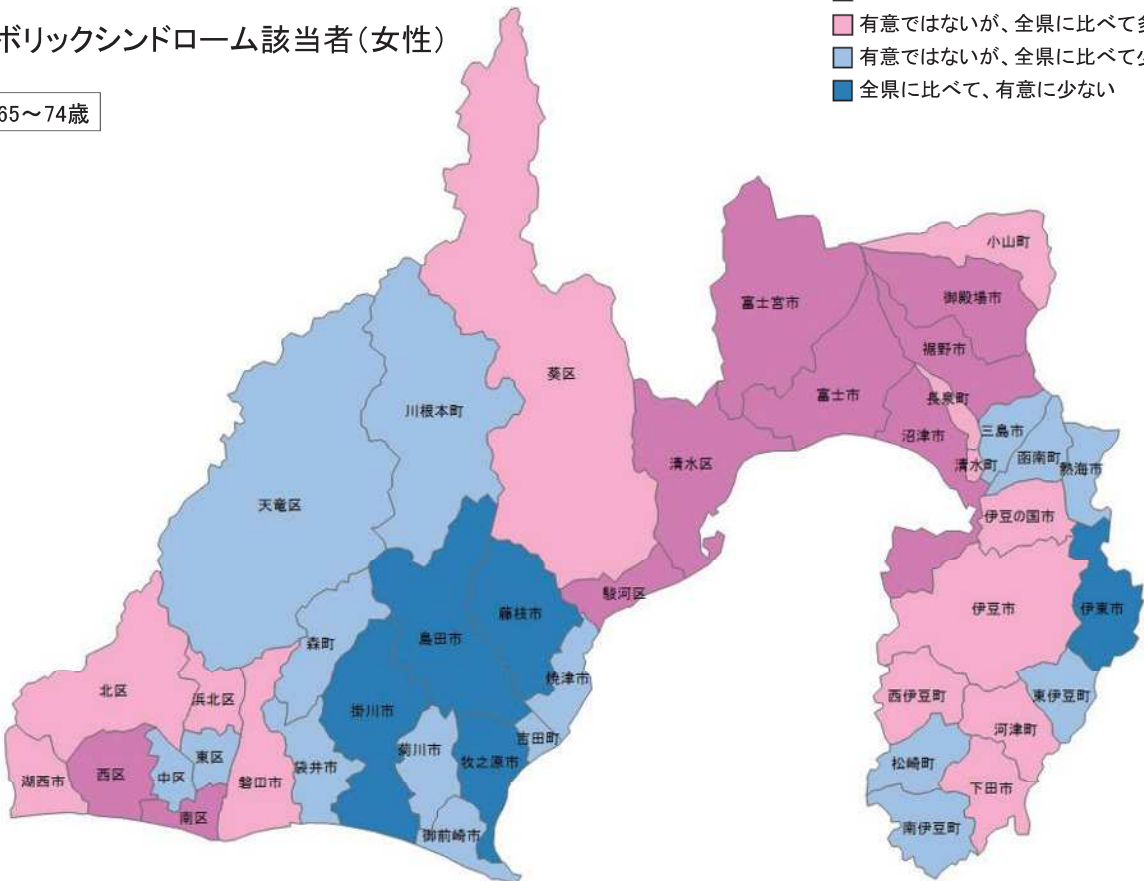 ボリックシンドローム該当者（女性）
65～74歳
有意ではないが、全県に比べて多
有意ではないが、全県に比べて少
全県に比べて、有意に少ない
小山町
富士宮市
御殿場市
裾野市
葵区
富士市
長泉町
川根本町
沼津市
三島市
清水区
清水町
函南町
熱海市
天竜区
伊豆の国市
駿河区
藤枝市
伊豆市
伊東市
島田市
森町
焼津市
北区
浜北区
西伊豆町
東伊豆町
掛川市
河津町
吉田町
菊川市
東区
牧之原市
松崎町
袋井市
西区
中区
湖西市
磐田市
下田市
南区
御前崎市
南伊豆町